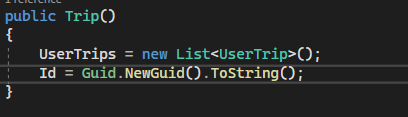 public Trip()
{
    UserTrips = new List<UserTrip>();
    Id = Guid.NewGuid().ToString();
}